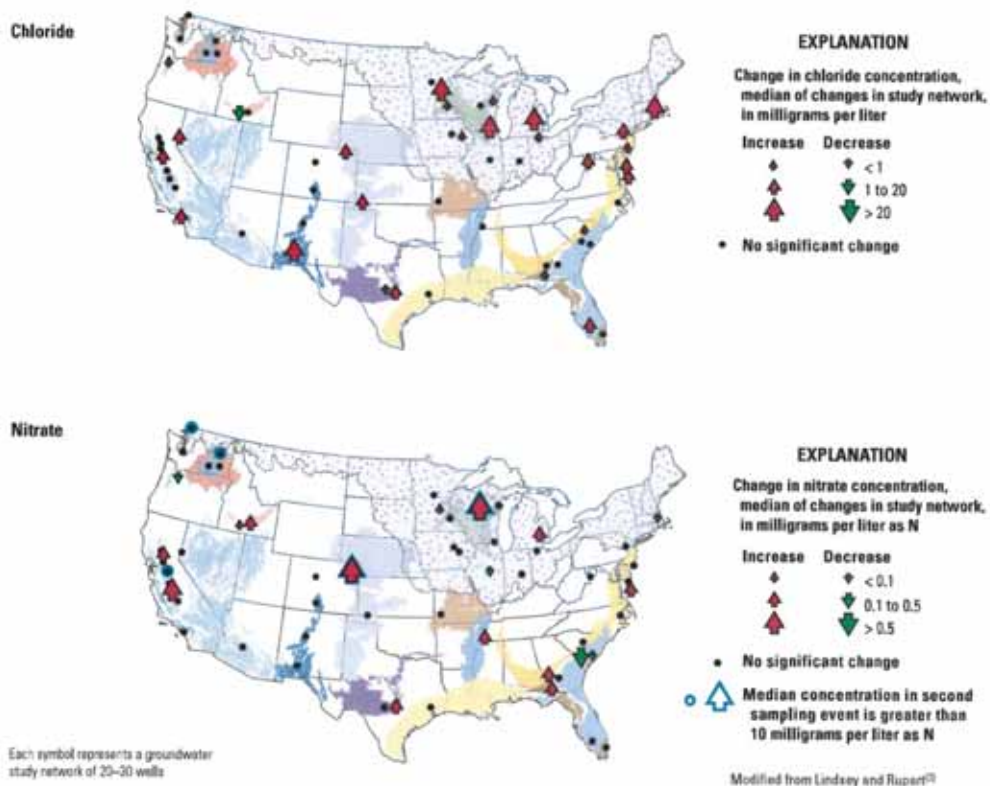 Chloride
EXPLANATION
Change in chloride concentration,
median of changes in study network,
in milligrams per liter
Increase Decrease
< 1
1 to 20
> 20
No significant change
Nitrate
EXPLANATION
Change in nitrate concentration,
median of changes in study network,
in milligrams per liter as N
Increase Decrease
< 0.1
0.1 to 0.5
> 0.5
No significant change
Median concentration in second
sampling event is greater than
10 milligrams per liter as N
Each symbol represents a groundwater
study network of 20–30 wells
Modified from Lindsey and Rupert